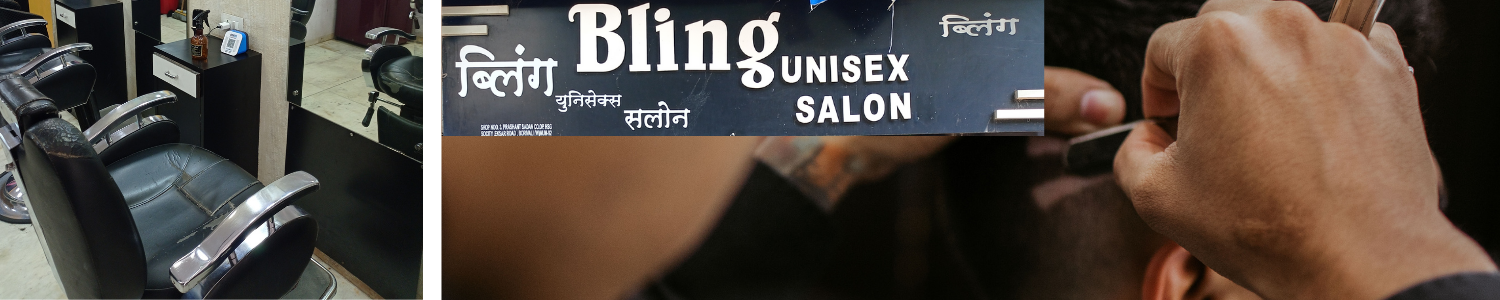 Bling
ब्लिंग
ब्लिंग
UNISEX
युनिसेक्स
SALON
सलोन